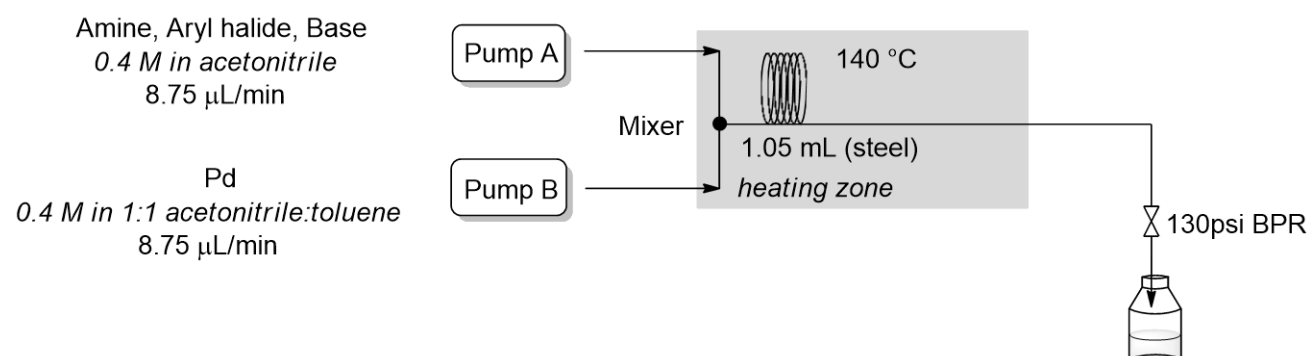 Amine, Aryl halide, Base
0.4 M in acetonitrile
8.75 μL/min
Pump A
140 °C
Mixer
1.05 mL (steel)
heating zone
Pd
0.4 M in 1:1 acetonitrile:toluene
8.75 μL/min
Pump B
130psi BPR